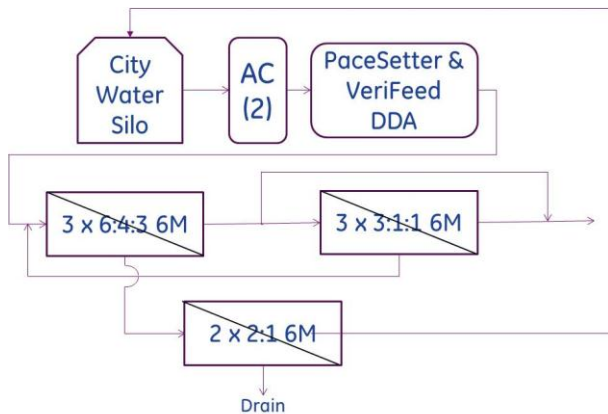 City
Water
Silo
AC
(2)
PaceSetter &
VeriFeed
DDA
3 x 6:4:3 6M
3 x 3:1:1 6M
2 x 2:1 6M
Drain